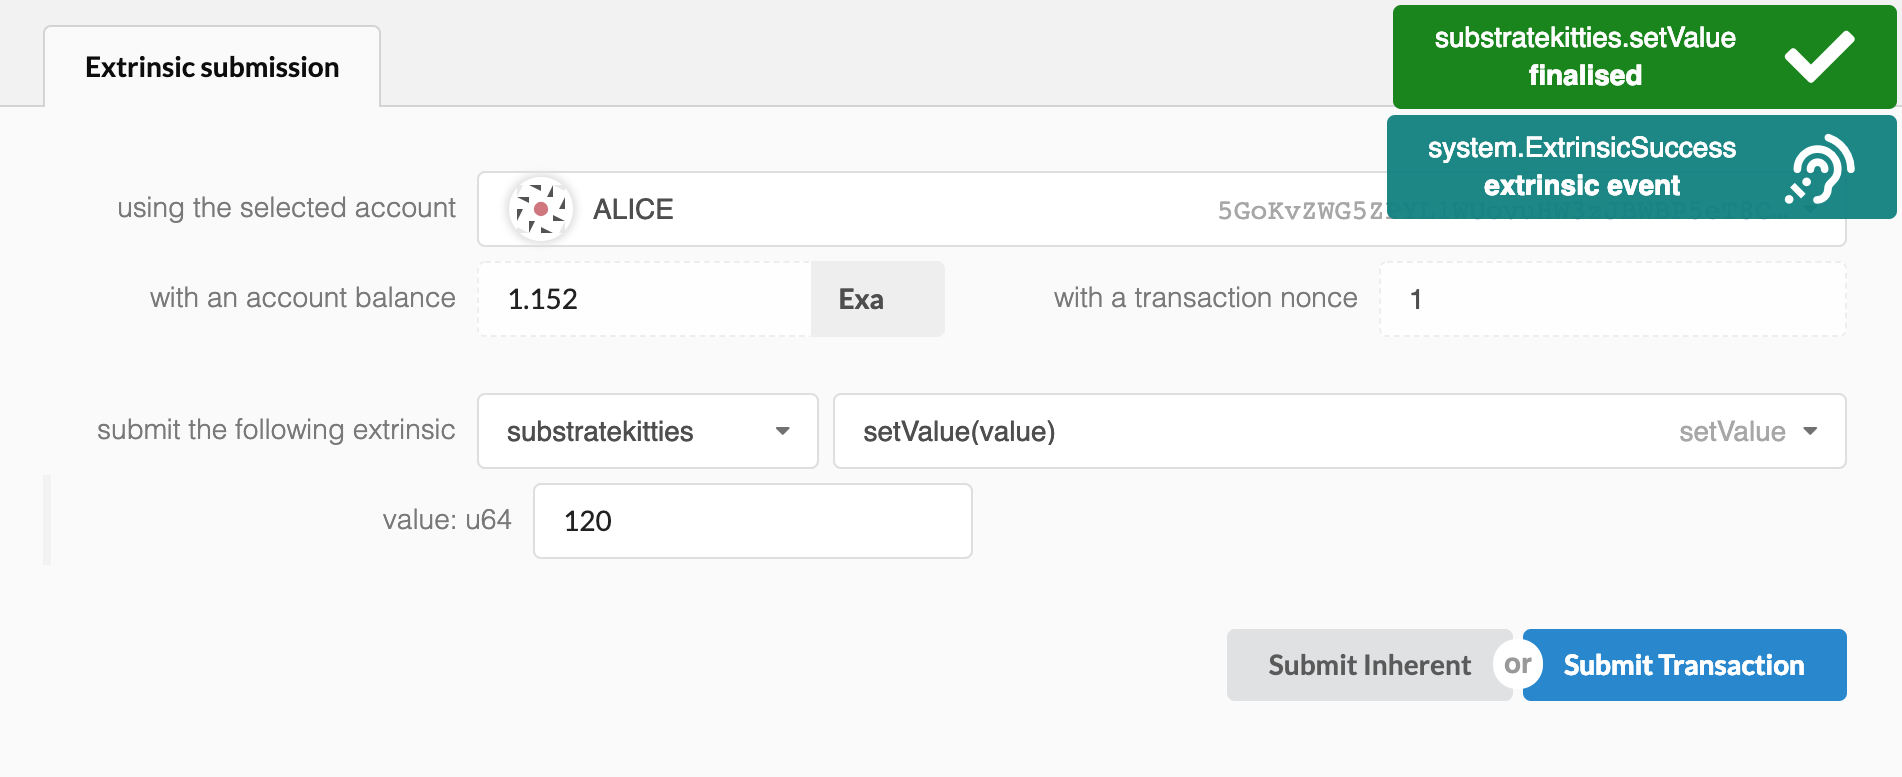 substratekitties.setValue
finalised
Extrinsic submission
system.ExtrinsicSuccess
extrinsic event
using the selected account
ALICE
with an account balance
1.152
Exa
with a transaction nonce
1
submit the following extrinsic
substratekitties
setValue(value)
setValue
value: u64
120
Submit Inherent
or
Submit Transaction